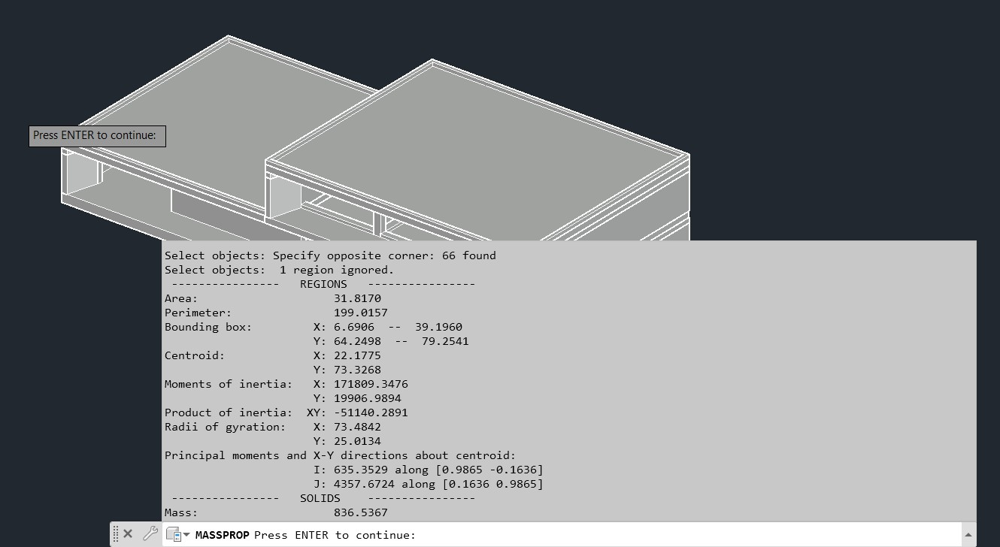 Press ENTER to continue:
Select objects: Specify opposite corner: 66 found
Select objects:  1 region ignored.
 ----------------   REGIONS   ----------------
Area:                    31.8170
Perimeter:               199.0157
Bounding box:         X: 6.6906  --  39.1960
                      Y: 64.2498  --  79.2541
Centroid:             X: 22.1775
                      Y: 73.3268
Moments of inertia:   X: 171809.3476
                      Y: 19906.9894
Product of inertia:  XY: -51140.2891
Radii of gyration:    X: 73.4842
                      Y: 25.0134
Principal moments and X-Y directions about centroid:
                      I: 635.3529 along [0.9865 -0.1636]
                      J: 4357.6724 along [0.1636 0.9865]
 ----------------   SOLIDS    ----------------
Mass:                    836.5367
MASSPROP Press ENTER to continue: